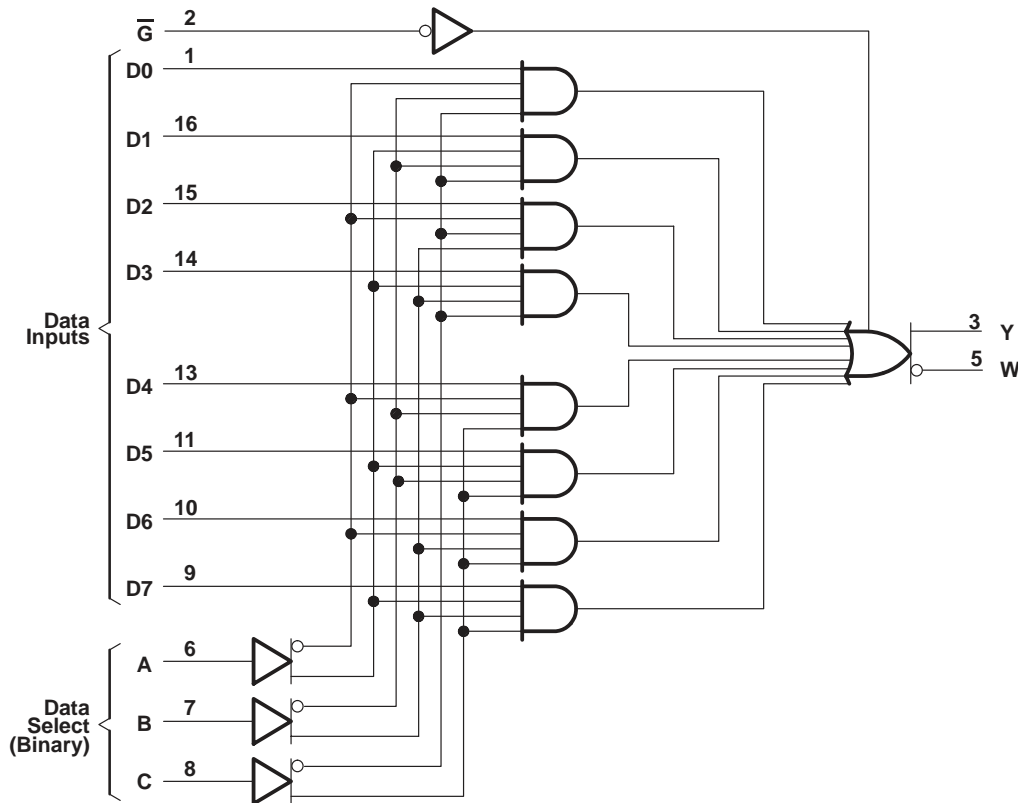 G̅ 2
D0 1
D1 16
D2 15
D3 14
Data
Inputs
3 Y
5 W
D4 13
D5 11
D6 10
D7 9
A 6
Data
Select
(Binary)
B 7
C 8